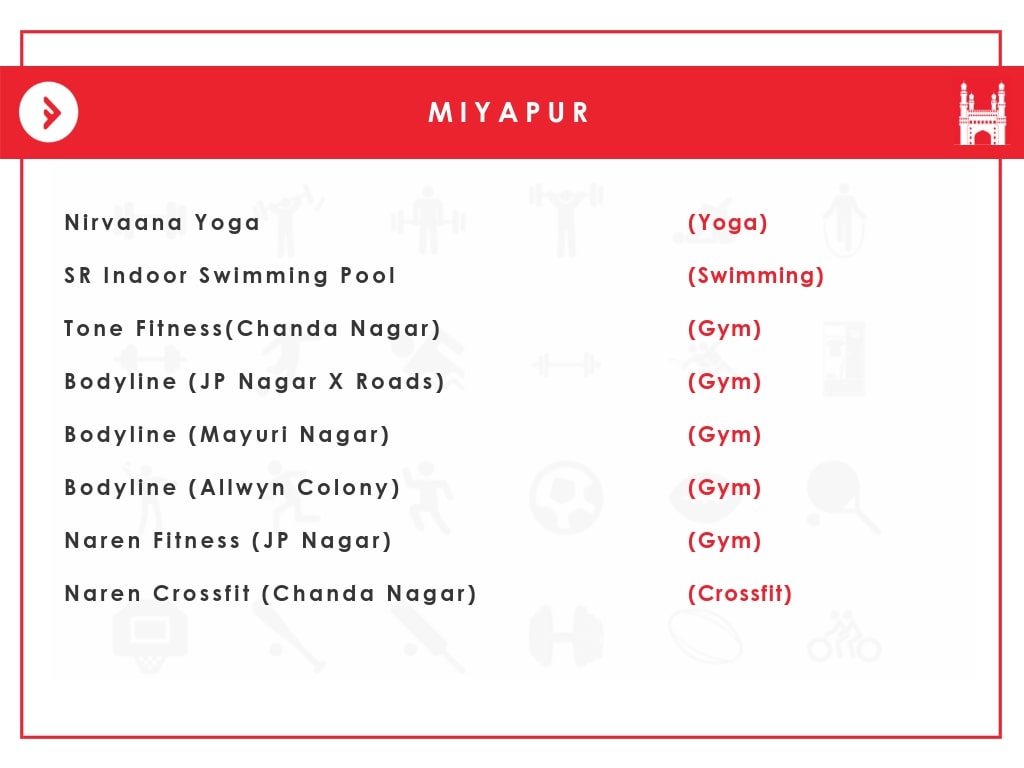 MIYAPUR
Nirvaana Yoga (Yoga)
SR Indoor Swimming Pool (Swimming)
Tone Fitness(Chanda Nagar) (Gym)
Bodyline (JP Nagar X Roads) (Gym)
Bodyline (Mayuri Nagar) (Gym)
Bodyline (Allwyn Colony) (Gym)
Naren Fitness (JP Nagar) (Gym)
Naren Crossfit (Chanda Nagar) (Crossfit)